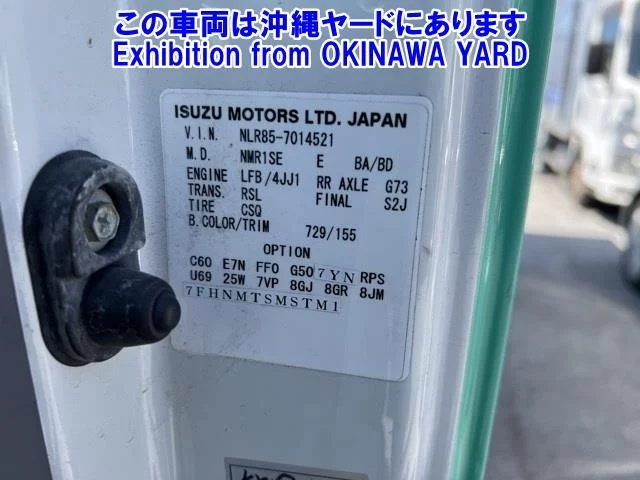 この車両は沖縄ヤードにあります
Exhibition from OKINAWA YARD
ISUZU MOTORS LTD. JAPAN
V.I.N. NLR85-7014521
M.D. NMR1SE E BA/BD
ENGINE LFB/4JJ1 RR AXLE G73
TRANS. RSL FINAL S2J
TIRE CSQ
B.COLOR/TRIM 729/155
OPTION
C60 E7N FF0 G50 7YN RPS
U69 25W 7VP 8GJ 8GR 8JM
7FHNMTSMSTM1